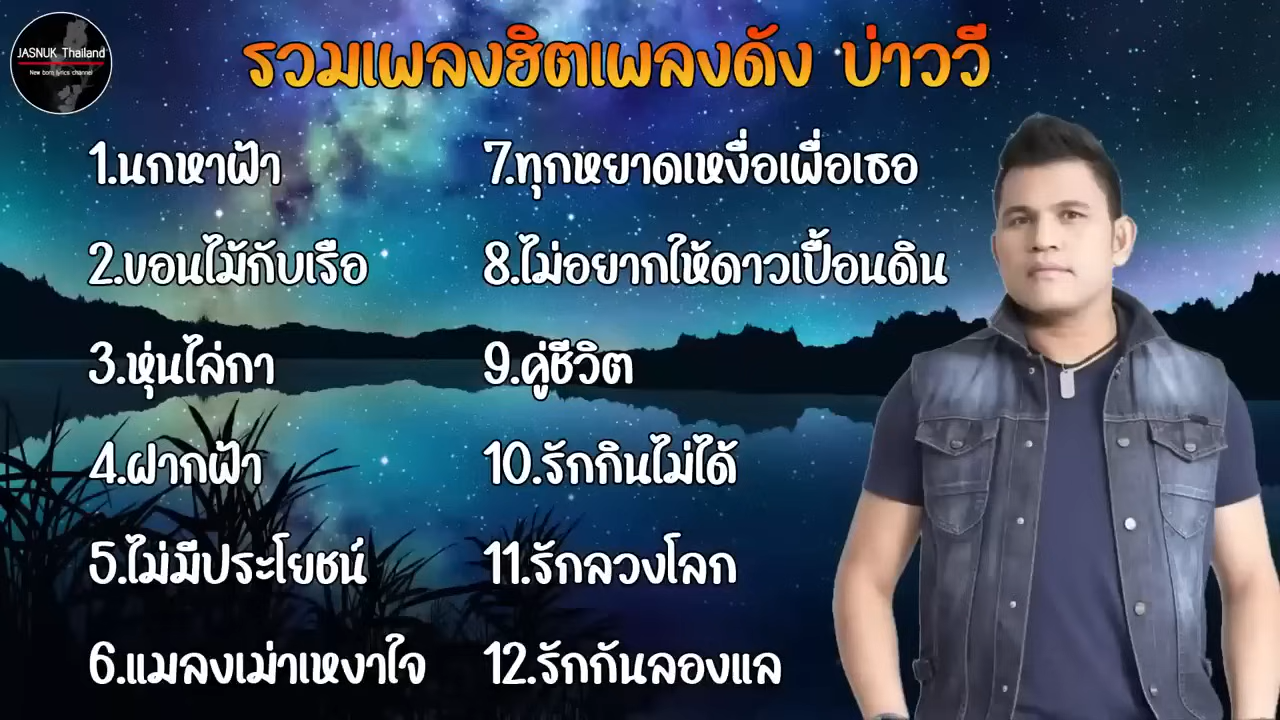 JASNUK Thailand
New born lyrics channel
รวมเพลงฮิตเพลงดัง บ่าววี
1.นกหาฟ้า
2.ขอนไม้กับเรือ
3.หุ่นไล่กา
4.ฝากฟ้า
5.ไม่มีประโยชน์
6.แมลงเม่าเหงาใจ
7.ทุกหยาดเหงื่อเผื่อเธอ
8.ไม่อยากให้ดาวเปื้อนดิน
9.คู่ชีวิต
10.รักกินไม่ได้
11.รักลวงโลก
12.รักกันลองแล